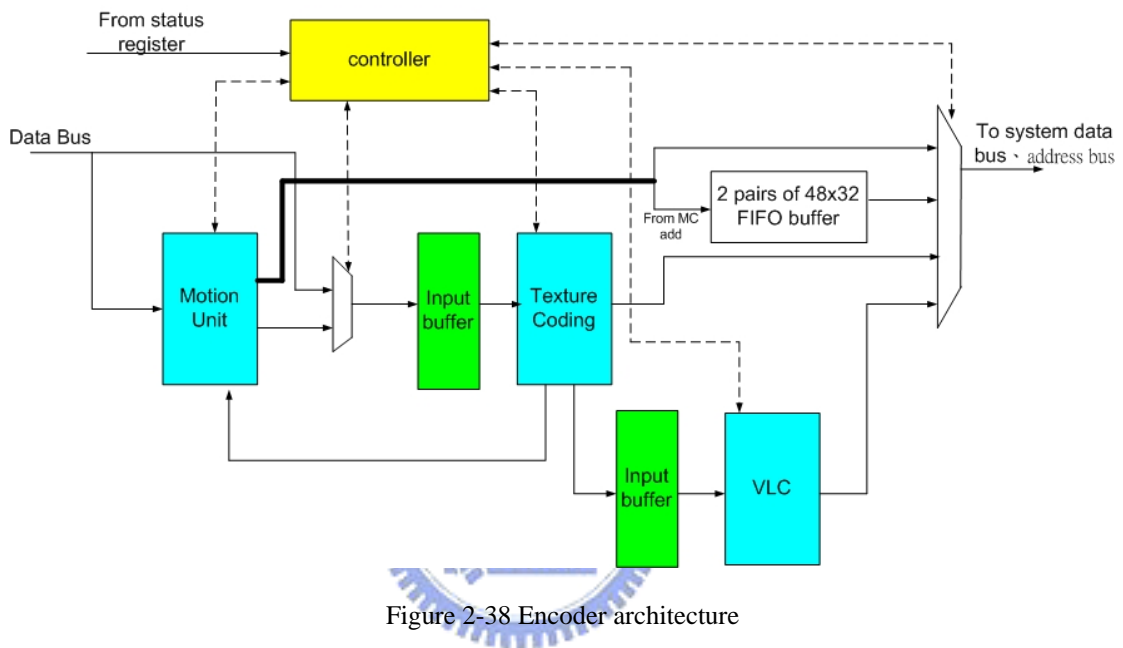 From status
register
controller
Data Bus
To system data
bus、address bus
2 pairs of 48x32
FIFO buffer
From MC
add
Motion
Unit
Input
buffer
Texture
Coding
Input
buffer
VLC
Figure 2-38 Encoder architecture